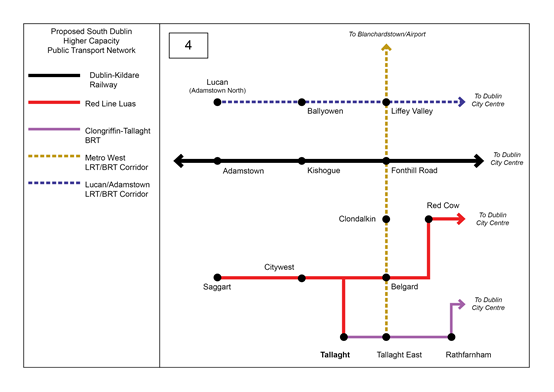 Proposed South Dublin
Higher Capacity
Public Transport Network
Dublin-Kildare
Railway
Red Line Luas
Clongriffin-Tallaght
BRT
Metro West
LRT/BRT Corridor
Lucan/Adamstown
LRT/BRT Corridor
4
To Blanchardstown/Airport
Lucan
(Adamstown North)
Ballyowen
Liffey Valley
To Dublin
City Centre
Adamstown
Kishogue
Fonthill Road
To Dublin
City Centre
Clondalkin
Red Cow
To Dublin
City Centre
Citywest
Saggart
Belgard
To Dublin
City Centre
Tallaght
Tallaght East
Rathfarnham